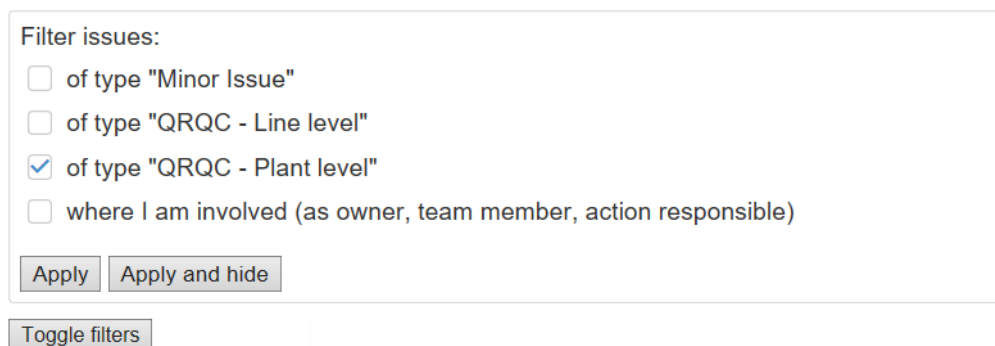 Filter issues:
of type "Minor Issue"
of type "QRQC - Line level"
of type "QRQC - Plant level"
where I am involved (as owner, team member, action responsible)
Apply Apply and hide
Toggle filters